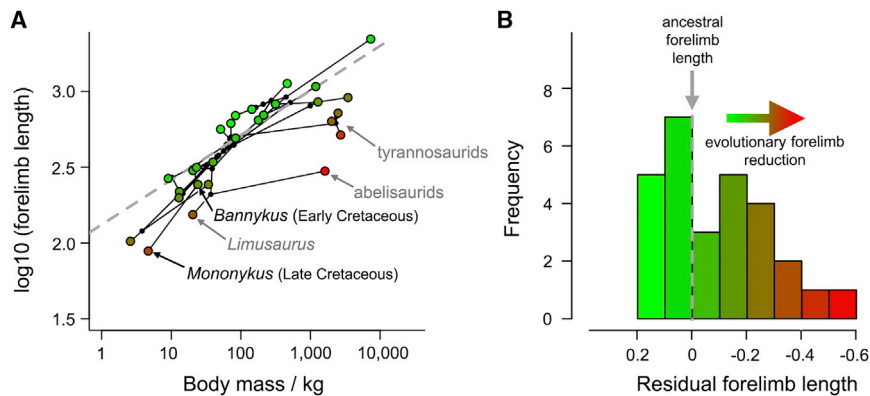 A
log10 (forelimb length)
3.0
2.5
2.0
1.5
1
10
100
1,000
10,000
Body mass / kg
tyrannosaurids
abelisaurids
Bannykus (Early Cretaceous)
Limusaurus
Mononykus (Late Cretaceous)
B
ancestral
forelimb
length
evolutionary forelimb
reduction
Frequency
8
6
4
2
0
0.2
0
-0.2
-0.4
-0.6
Residual forelimb length